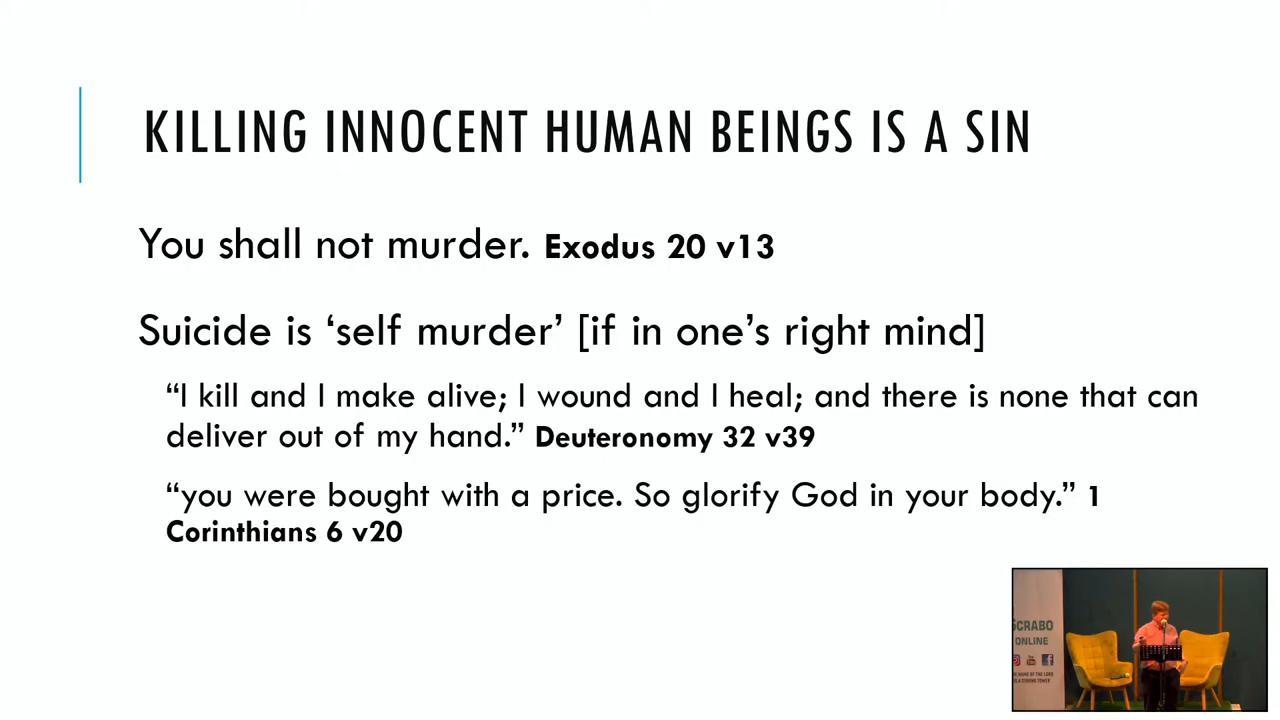 KILLING INNOCENT HUMAN BEINGS IS A SIN
You shall not murder. Exodus 20 v13
Suicide is ‘self murder’ [if in one’s right mind]
“I kill and I make alive; I wound and I heal; and there is none that can
deliver out of my hand.” Deuteronomy 32 v39
“you were bought with a price. So glorify God in your body.” 1
Corinthians 6 v20
SCRABO
ONLINE